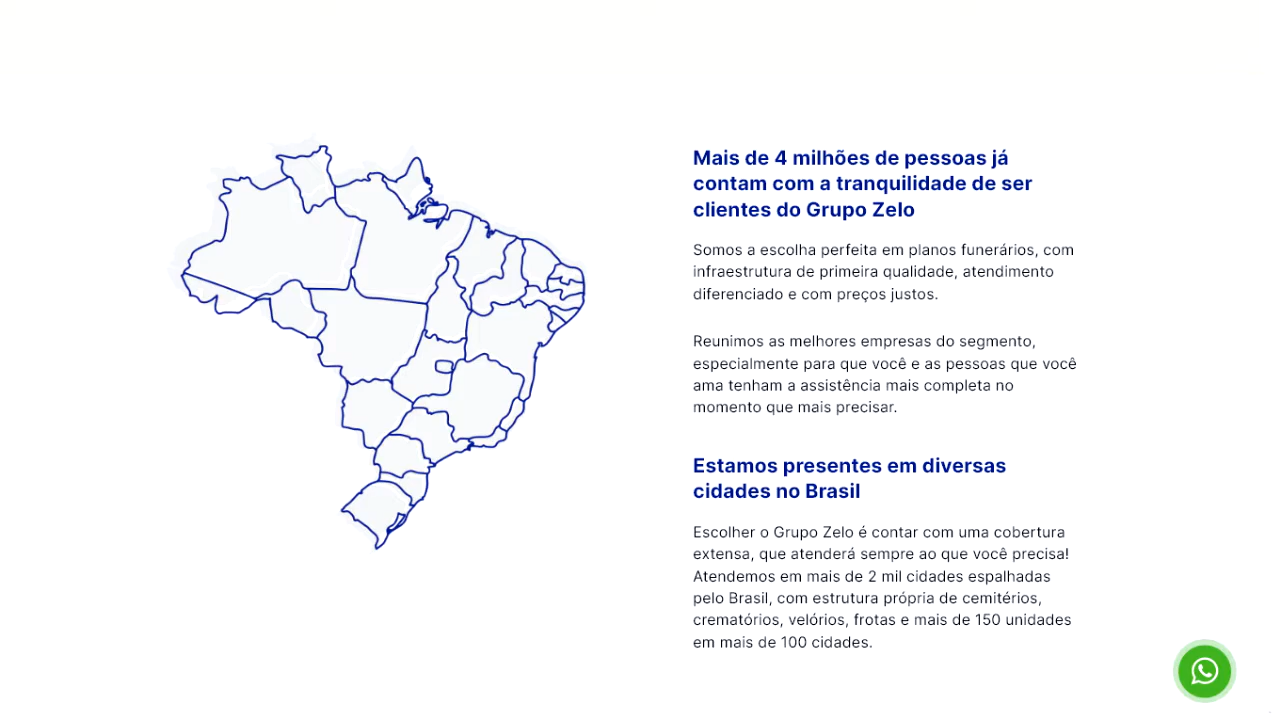 Mais de 4 milhões de pessoas já
contam com a tranquilidade de ser
clientes do Grupo Zelo
Somos a escolha perfeita em planos funerários, com
infraestrutura de primeira qualidade, atendimento
diferenciado e com preços justos.
Reunimos as melhores empresas do segmento,
especialmente para que você e as pessoas que você
ama tenham a assistência mais completa no
momento que mais precisar.
Estamos presentes em diversas
cidades no Brasil
Escolher o Grupo Zelo é contar com uma cobertura
extensa, que atenderá sempre ao que você precisa!
Atendemos em mais de 2 mil cidades espalhadas
pelo Brasil, com estrutura própria de cemitérios,
crematórios, velórios, frotas e mais de 150 unidades
em mais de 100 cidades.